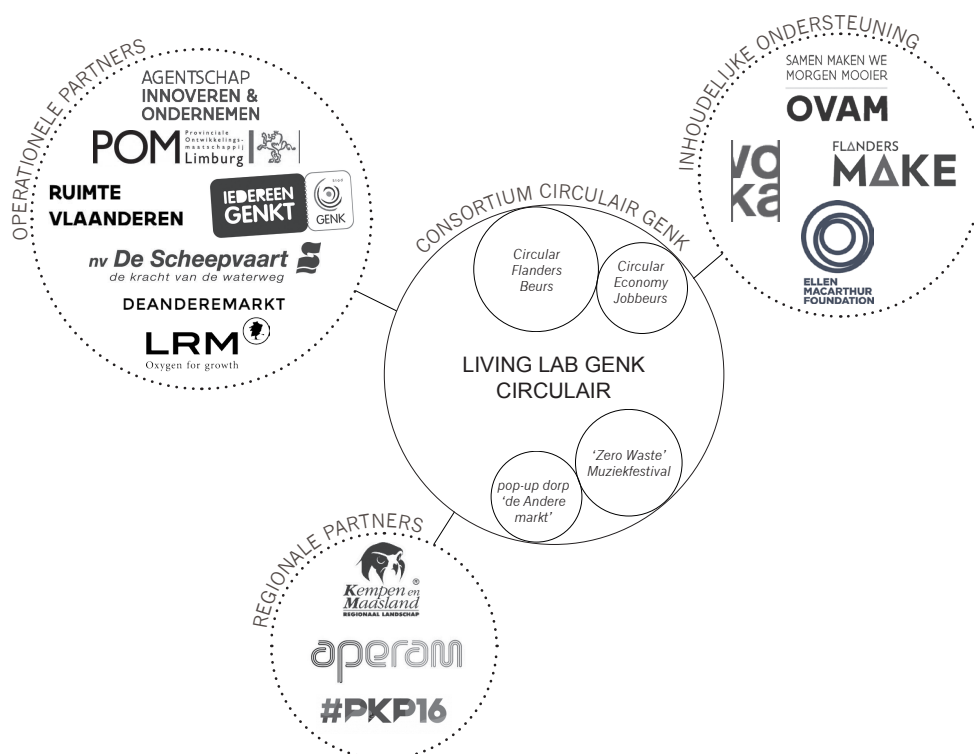 OPERATIONELE PARTNERS
AGENTSCHAP
INNOVEREN &
ONDERNEMEN
POM Provinciale
Ontwikkelings-
maatschappij
Limburg
RUIMTE
VLAANDEREN
IEDEREEN
GENKT
stad
GENK
nv De Scheepvaart
de kracht van de waterweg
DEANDEREMARKT
LRM
Oxygen for growth
INHOUDELIJKE ONDERSTEUNING
SAMEN MAKEN WE
MORGEN MOOIER
OVAM
VO
Ka
FLANDERS
MAKE
ELLEN
MACARTHUR
FOUNDATION
CONSORTIUM CIRCULAIR GENK
Circular
Flanders
Beurs
Circular
Economy
Jobbeurs
LIVING LAB GENK
CIRCULAIR
‘Zero Waste’
Muziekfestival
pop-up dorp
‘de Andere
markt’
REGIONALE PARTNERS
Kempen en
Maasland ®
REGIONAAL LANDSCHAP
aperam
#PKP16